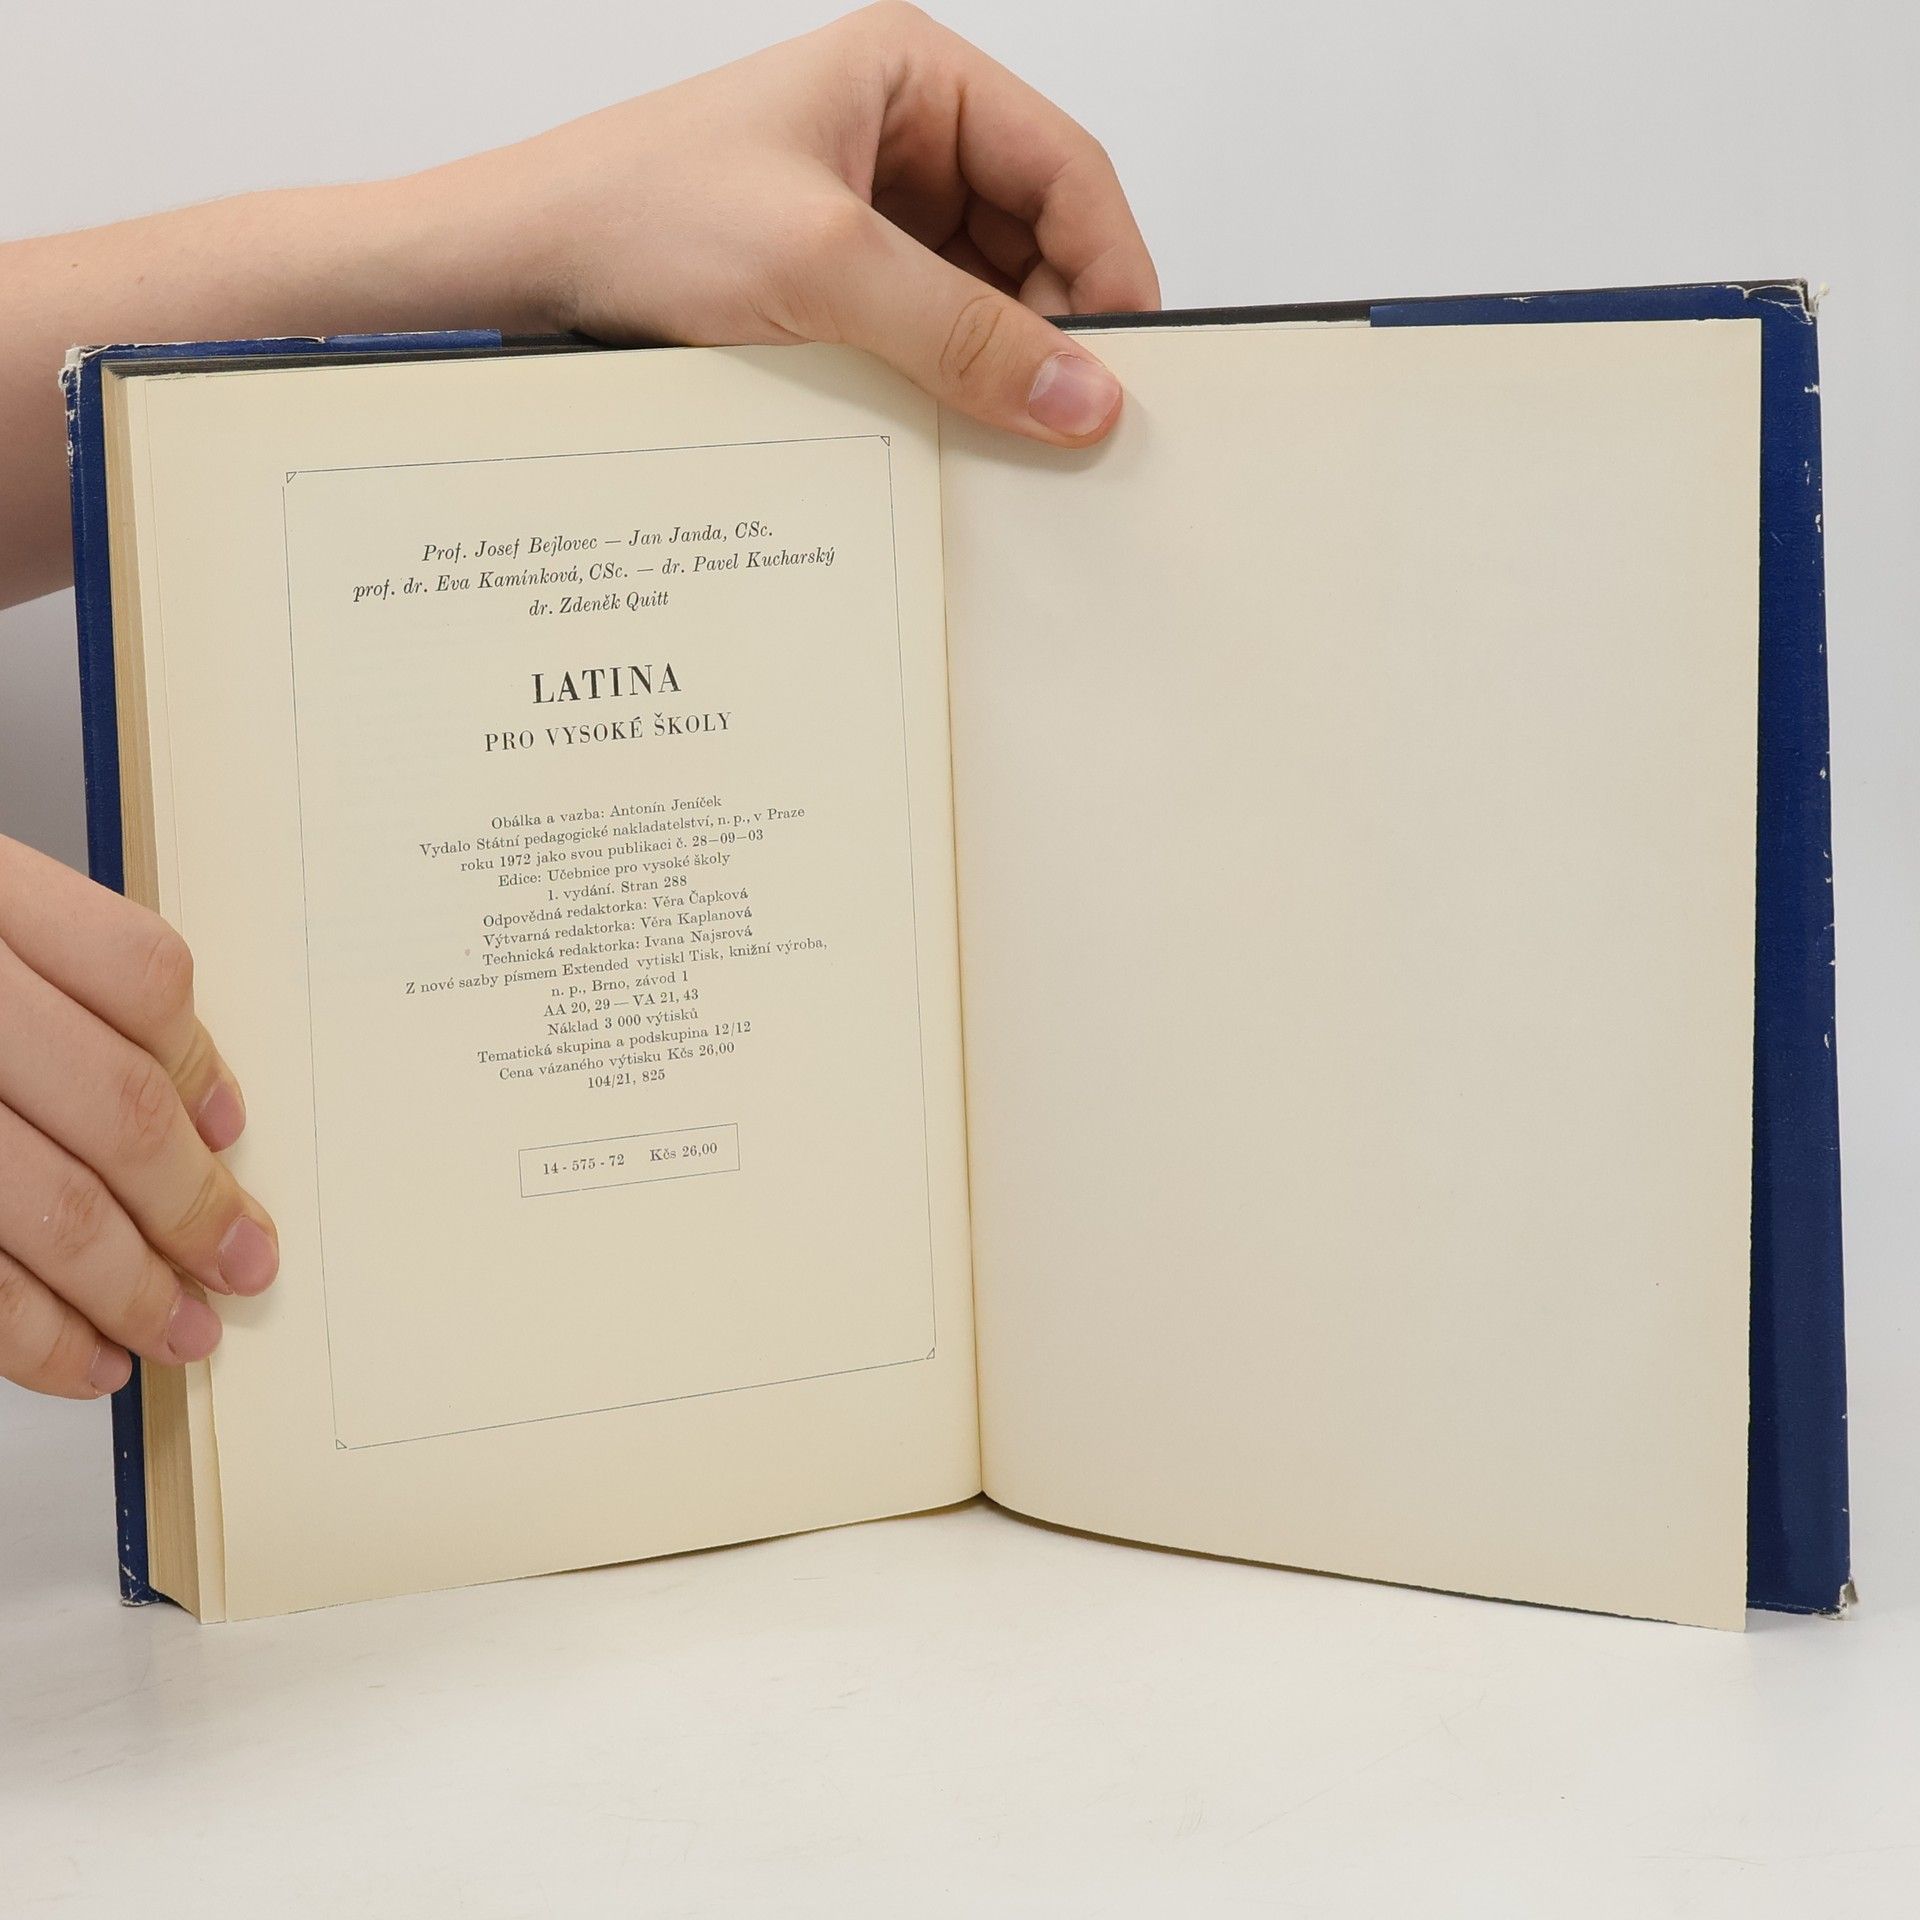 Prof. Josef Bejlovec — Jan Janda, CSc.
prof. dr. Eva Kamínková, CSc. — dr. Pavel Kucharský
dr. Zdeněk Quitt
LATINA
PRO VYSOKÉ ŠKOLY
Obálka a vazba: Antonín Jeníček
Vydalo Státní pedagogické nakladatelství, n. p., v Praze
roku 1972 jako svou publikaci č. 28—09—03
Edice: Učebnice pro vysoké školy
1. vydání. Stran 288
Odpovědná redaktorka: Věra Čapková
Výtvarná redaktorka: Věra Kaplanová
Technická redaktorka: Ivana Najsrová
Z nové sazby písmem Extended vytiskl Tisk, knižní výroba,
n. p., Brno, závod 1
AA 20, 29 — VA 21, 43
Náklad 3 000 výtisků
Tematická skupina a podskupina 12/12
Cena vázaného výtisku Kčs 26,00
104/21, 825
14 - 575 - 72 Kčs 26,00